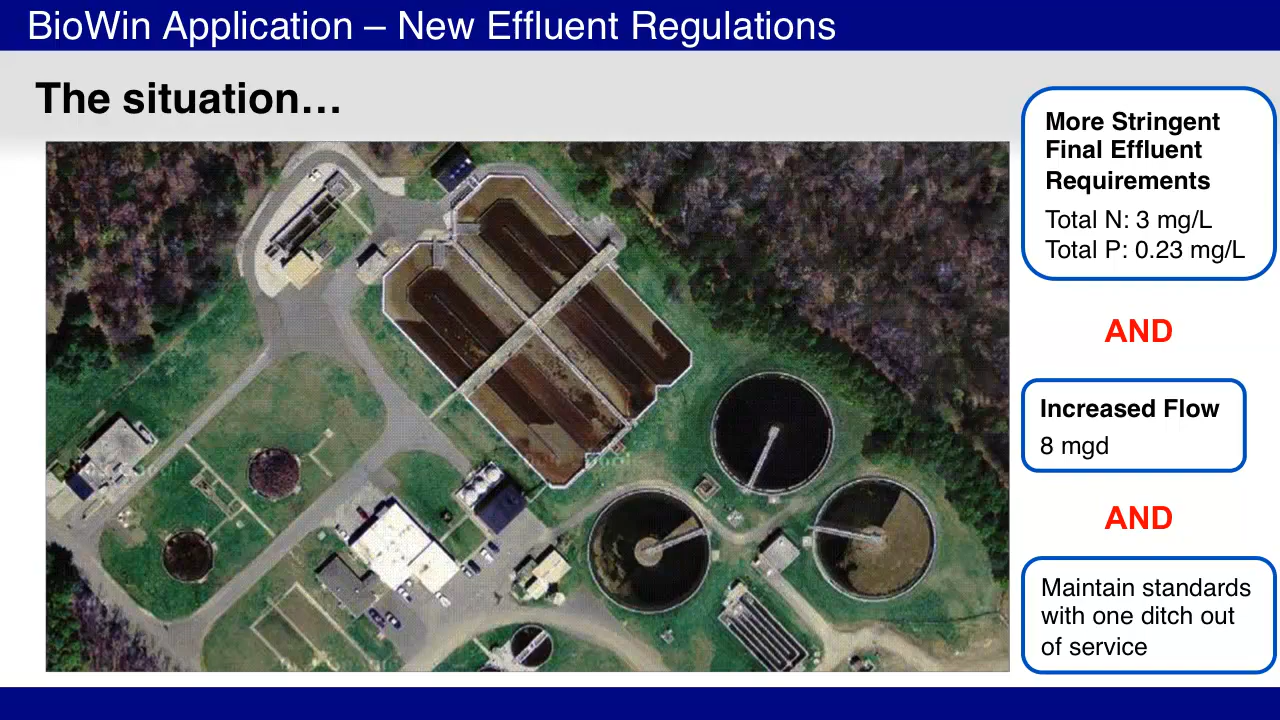 BioWin Application – New Effluent Regulations
The situation…
More Stringent
Final Effluent
Requirements
Total N: 3 mg/L
Total P: 0.23 mg/L
AND
Increased Flow
8 mgd
AND
Maintain standards
with one ditch out
of service